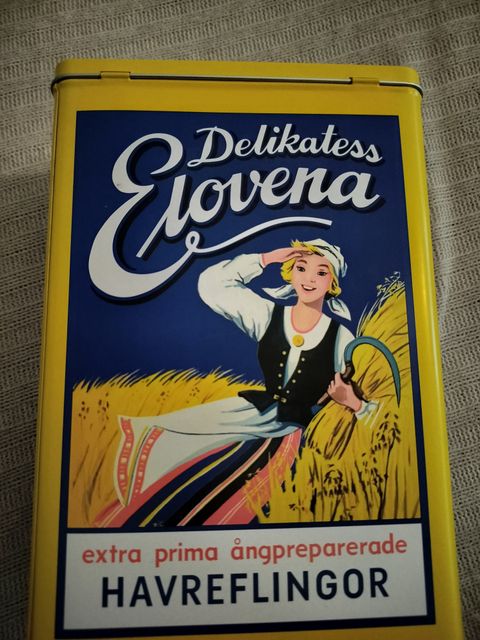 Delikatess
Elovena
extra prima ångpreparerade
HAVREFLINGOR